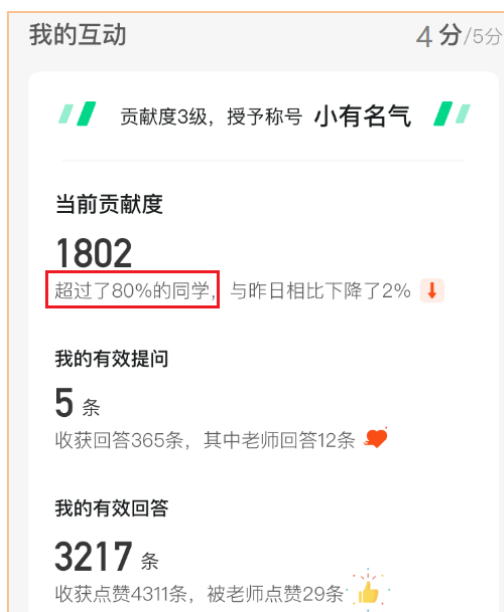 我的互动 4 分/5分
贡献度3级，授予称号 小有名气
当前贡献度
1802
超过了80%的同学，与昨日相比下降了2%
我的有效提问
5 条
收获回答365条，其中老师回答12条
我的有效回答
3217 条
收获点赞4311条，被老师点赞29条